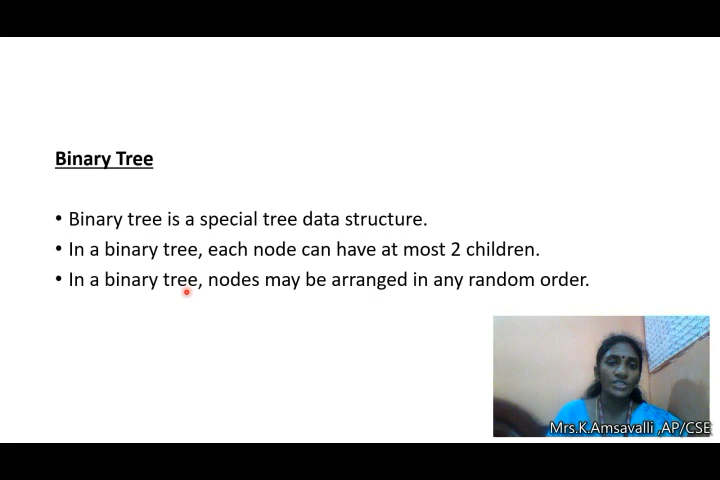 Binary Tree
• Binary tree is a special tree data structure.
• In a binary tree, each node can have at most 2 children.
• In a binary tree, nodes may be arranged in any random order.
Mrs.K.Amsavalli ,AP/CSE